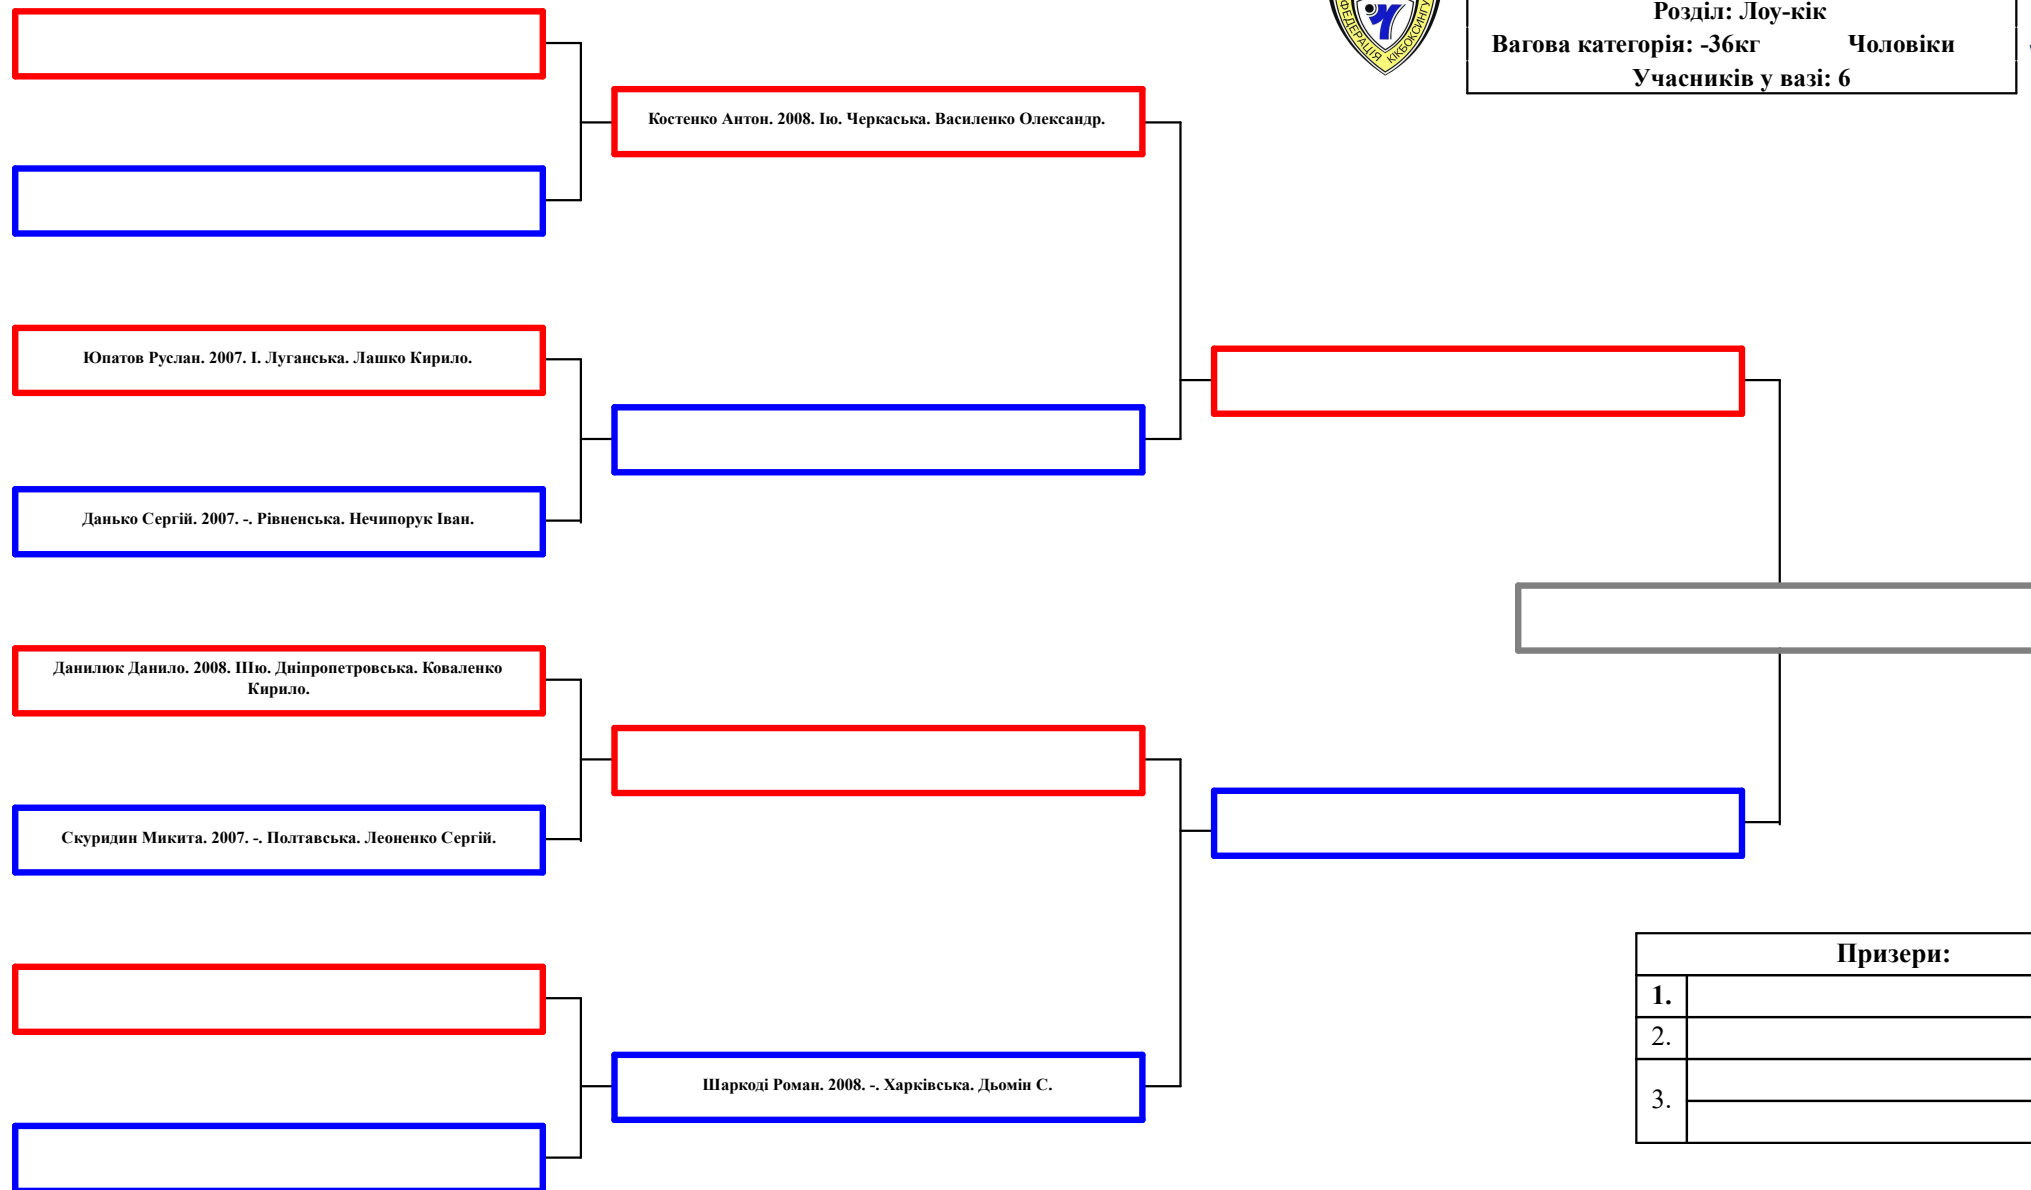 ФЕДЕРАЦІЯ КІКБОКСИНГУ
Розділ: Лоу-кік
Вагова категорія: -36кг Чоловіки
Учасників у вазі: 6
Костенко Антон. 2008. Iю. Черкаська. Василенко Олександр.
Юпатов Руслан. 2007. I. Луганська. Лашко Кирило.
Данько Сергій. 2007. -. Рівненська. Нечипорук Іван.
Данилюк Данило. 2008. IIIю. Дніпропетровська. Коваленко
Кирило.
Скуридин Микита. 2007. -. Полтавська. Леоненко Сергій.
Шаркоді Роман. 2008. -. Харківська. Дьомін С.
Призери:
1.
2.
3.